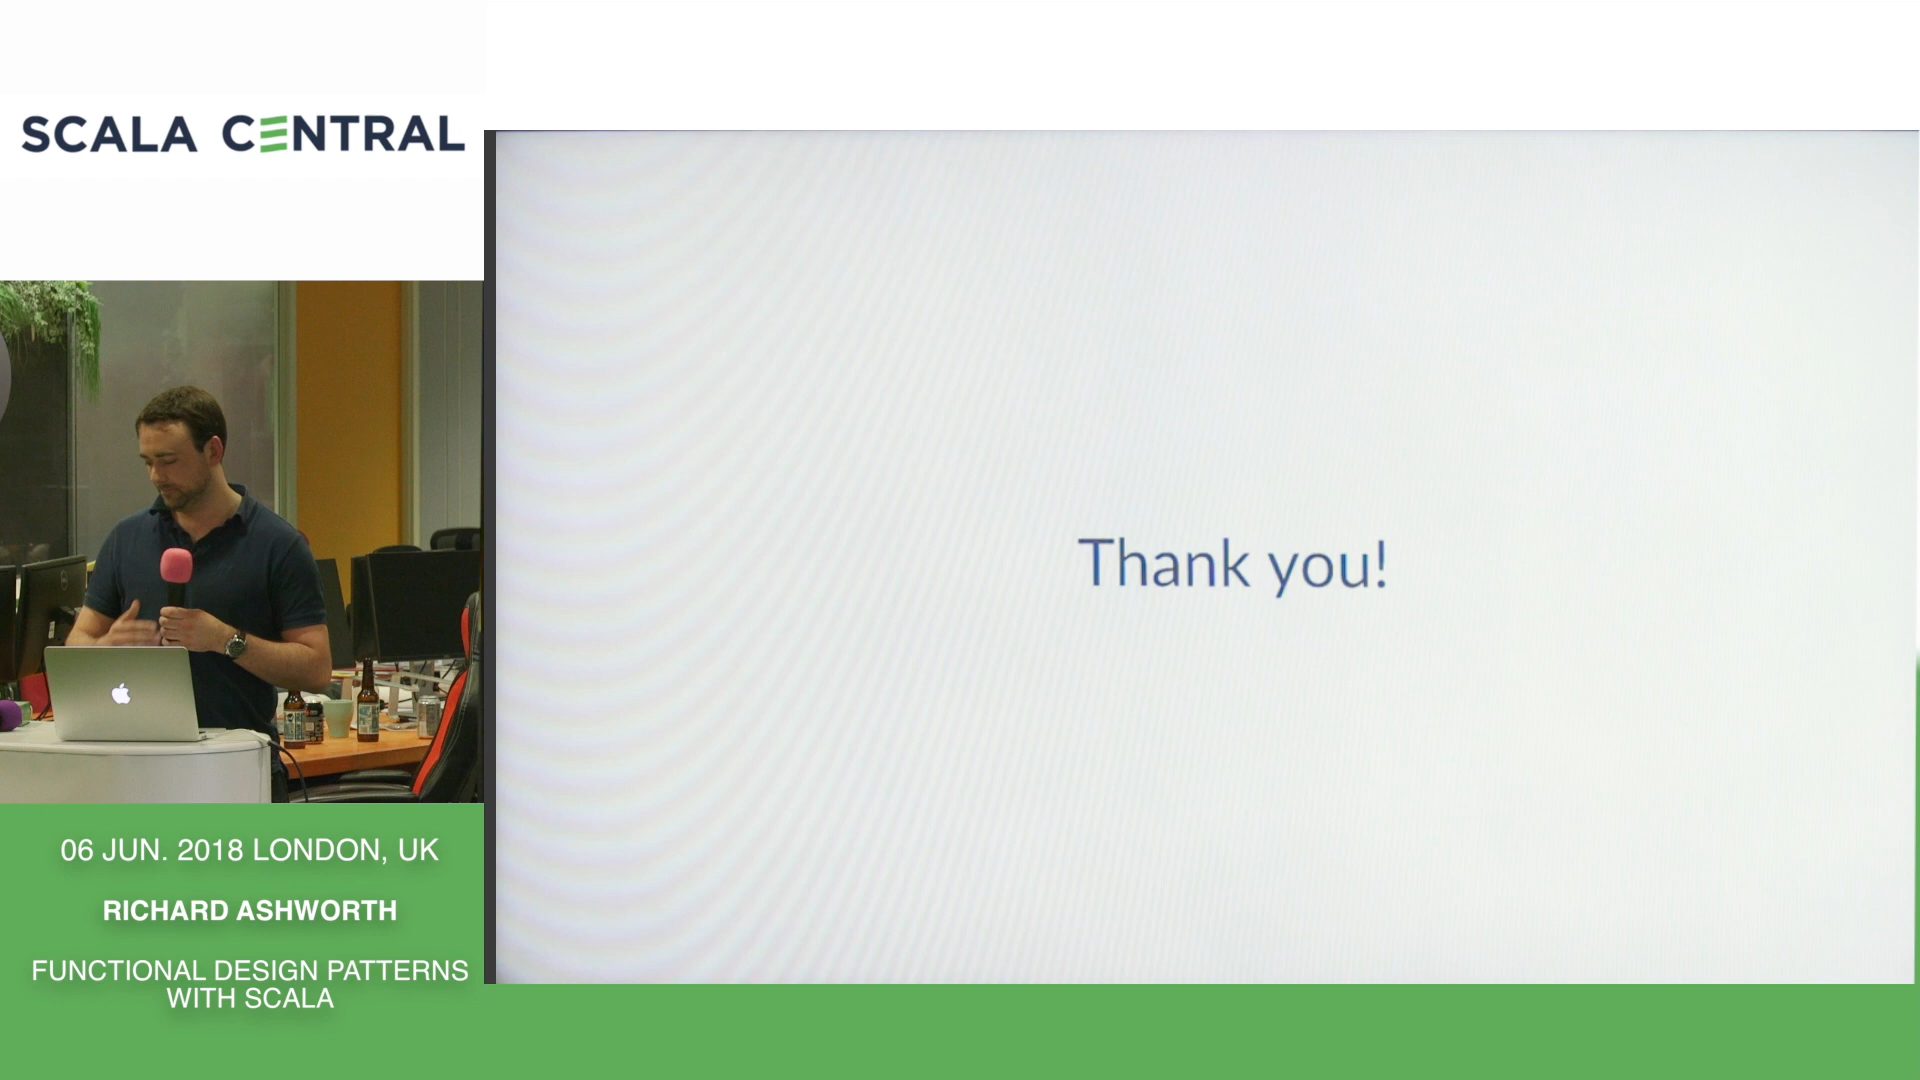 SCALA CENTRAL
Thank you!
06 JUN. 2018 LONDON, UK
RICHARD ASHWORTH
FUNCTIONAL DESIGN PATTERNS
WITH SCALA